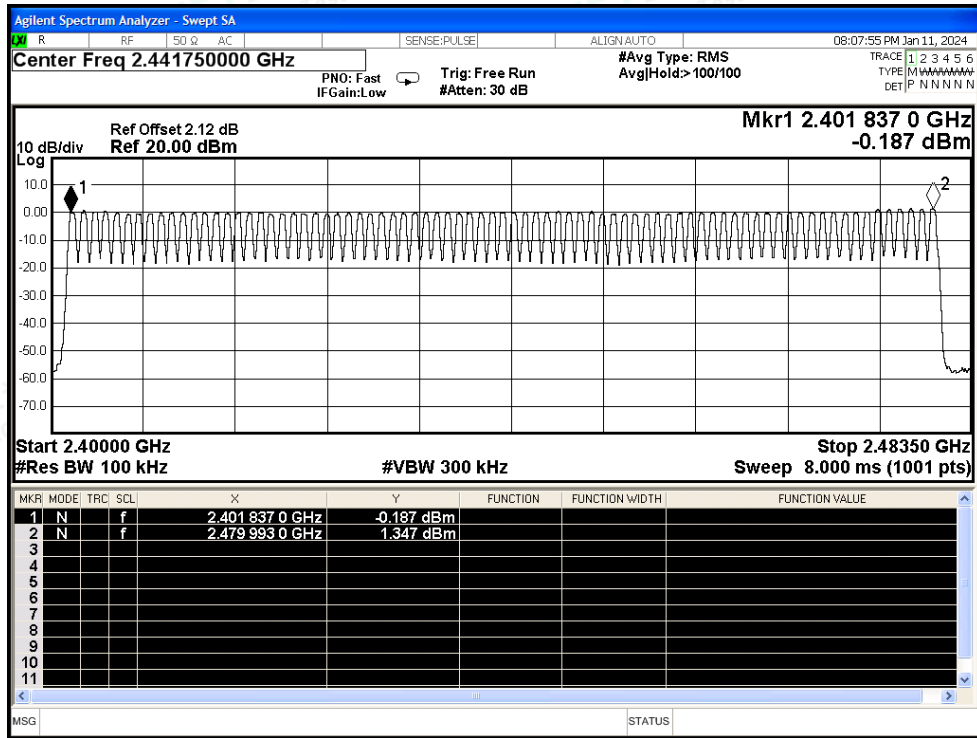 Agilent Spectrum Analyzer - Swept SA
LXI R RF 50 Ω AC SENSE:PULSE ALIGN AUTO 08:07:55 PM Jan 11, 2024
Center Freq 2.441750000 GHz #Avg Type: RMS TRACE 1 2 3 4 5 6
PNO: Fast Trig: Free Run Avg|Hold:>100/100 TYPE M
IFGain:Low #Atten: 30 dB DET P N N N N N
Ref Offset 2.12 dB Mkr1 2.401 837 0 GHz
10 dB/div Ref 20.00 dBm -0.187 dBm
Log
10.0
1 2
0.00
-10.0
-20.0
-30.0
-40.0
-50.0
-60.0
-70.0
Start 2.40000 GHz Stop 2.48350 GHz
#Res BW 100 kHz #VBW 300 kHz Sweep 8.000 ms (1001 pts)
MKR MODE TRC SCL X Y FUNCTION FUNCTION WIDTH FUNCTION VALUE
1 N f 2.401 837 0 GHz -0.187 dBm
2 N f 2.479 993 0 GHz 1.347 dBm
3
4
5
6
7
8
9
10
11
MSG STATUS